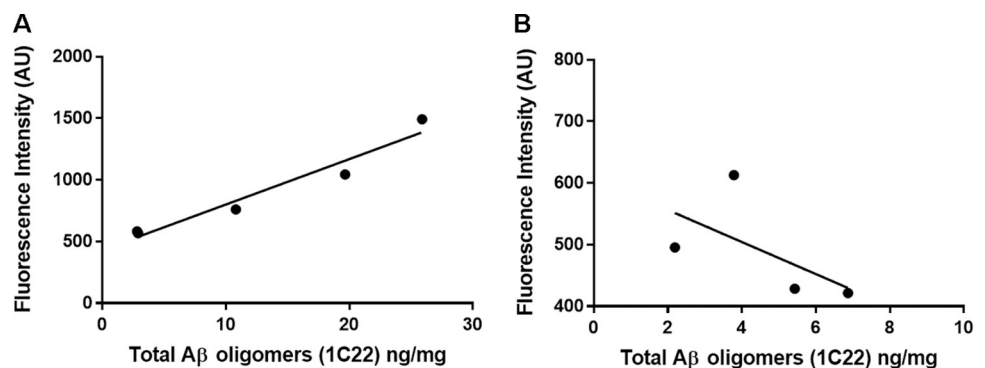 A
Fluorescence Intensity (AU)
2000
1500
1000
500
0
0 10 20 30
Total Aβ oligomers (1C22) ng/mg
B
Fluorescence Intensity (AU)
800
700
600
500
400
0 2 4 6 8 10
Total Aβ oligomers (1C22) ng/mg